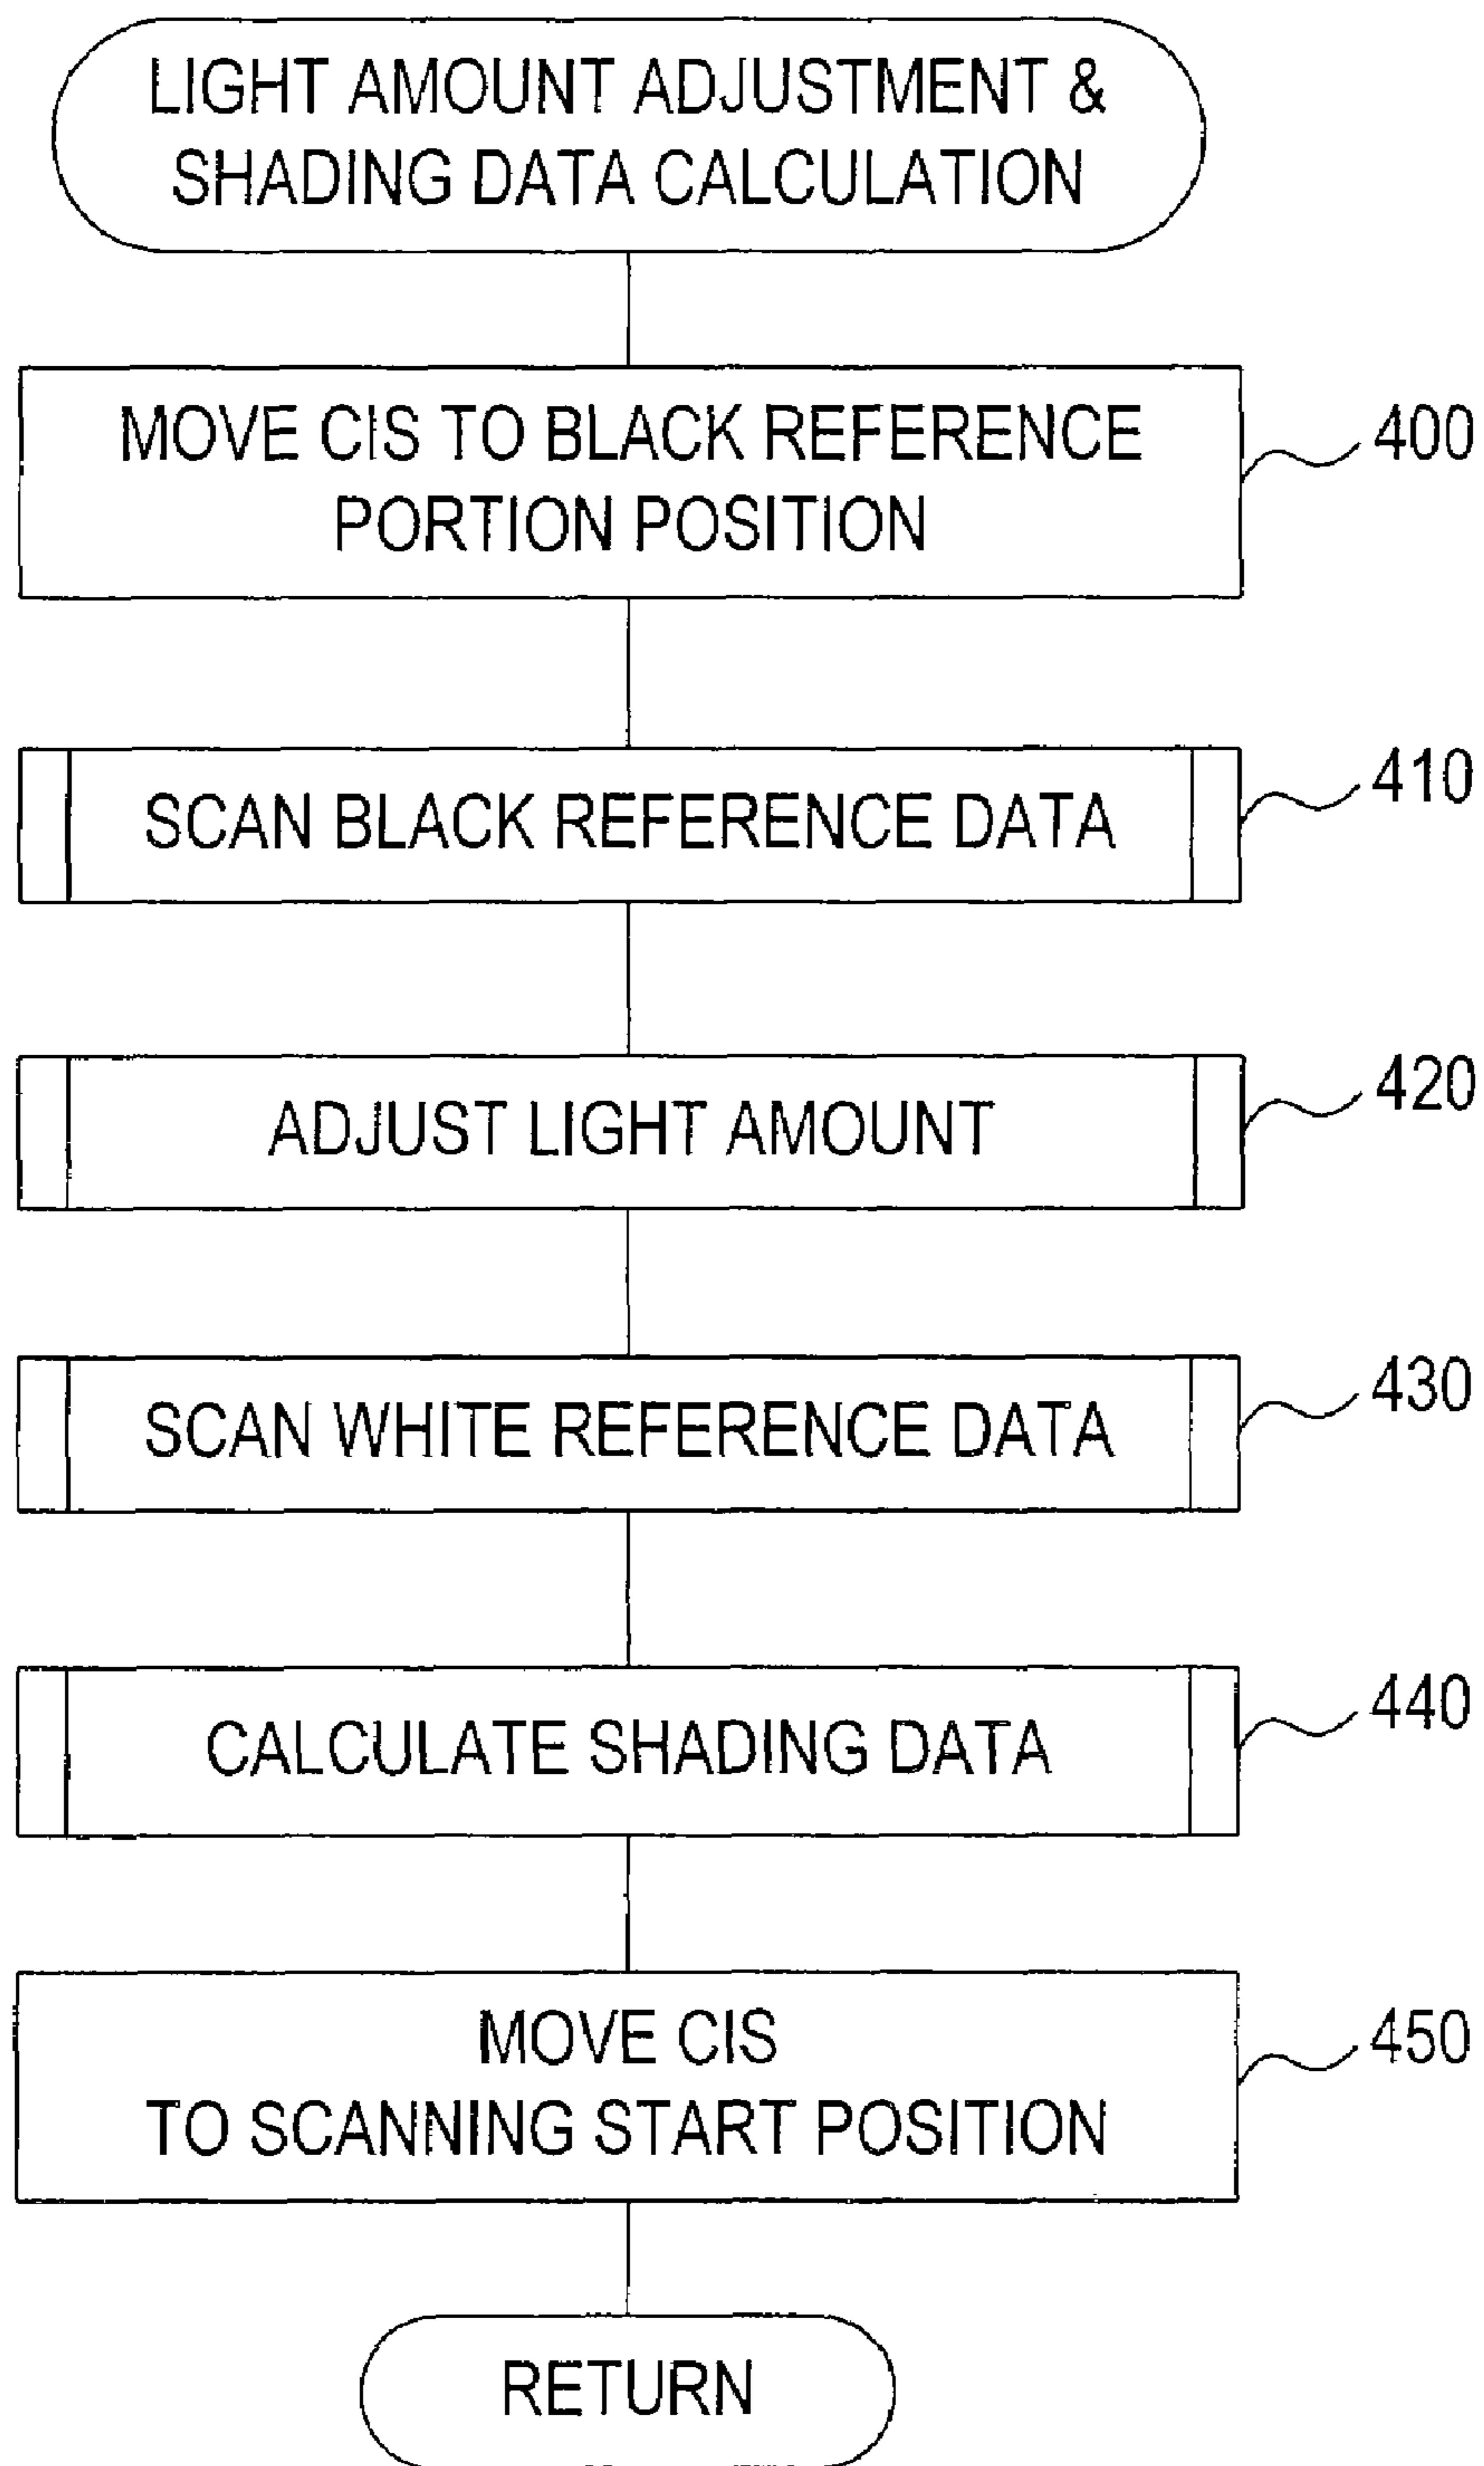 LIGHT AMOUNT ADJUSTMENT &
SHADING DATA CALCULATION
MOVE CIS TO BLACK REFERENCE
PORTION POSITION
400
SCAN BLACK REFERENCE DATA
410
ADJUST LIGHT AMOUNT
420
SCAN WHITE REFERENCE DATA
430
CALCULATE SHADING DATA
440
MOVE CIS
TO SCANNING START POSITION
450
RETURN